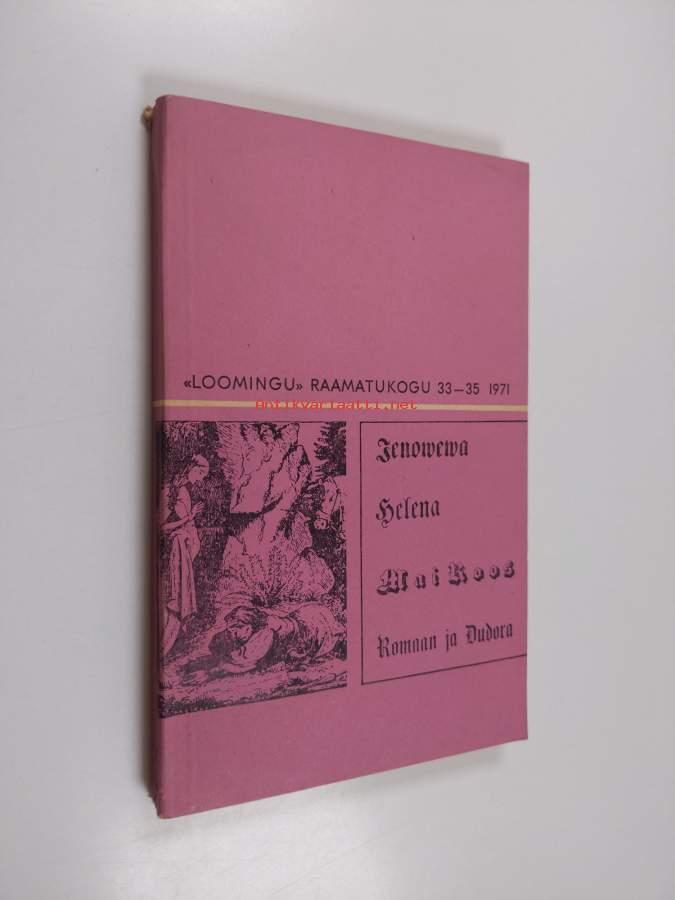 «LOOMINGU» RAAMATUKOGU 33—35 1971
antikvariaatti.net
Jenowewa
Helena
Mai Roos
Romaan ja Dudora